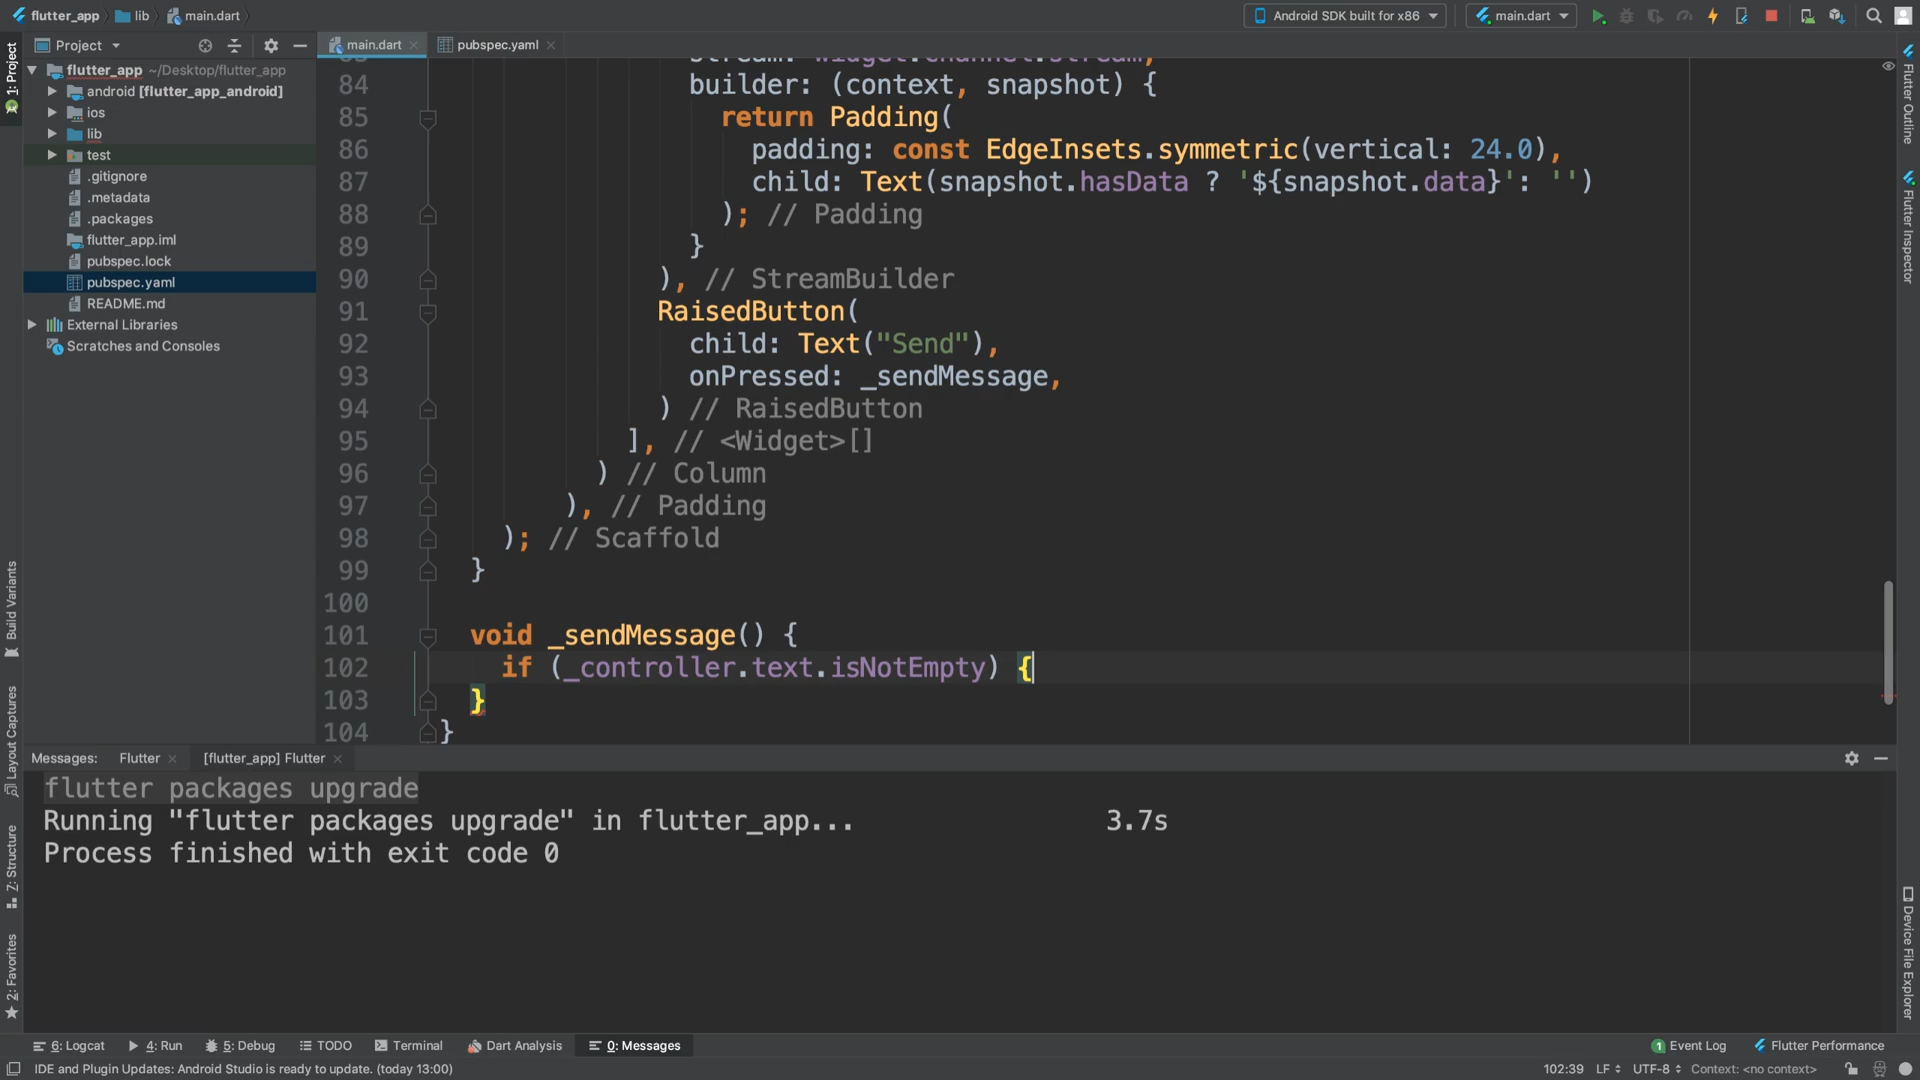 flutter_app lib main.dart
Android SDK built for x86 main.dart
Project
main.dart
pubspec.yaml
1: Project
flutter_app ~/Desktop/flutter_app
android [flutter_app_android]
ios
lib
test
.gitignore
.metadata
.packages
flutter_app.iml
pubspec.lock
pubspec.yaml
README.md
External Libraries
Scratches and Consoles
Build Variants
Layout Captures
7: Structure
2: Favorites
84 builder: (context, snapshot) {
85 return Padding(
86 padding: const EdgeInsets.symmetric(vertical: 24.0),
87 child: Text(snapshot.hasData ? '${snapshot.data}': '')
88 ); // Padding
89 }
90 ), // StreamBuilder
91 RaisedButton(
92 child: Text("Send"),
93 onPressed: _sendMessage,
94 ) // RaisedButton
95 ], // <Widget>[]
96 ) // Column
97 ), // Padding
98 ); // Scaffold
99 }
100
101 void _sendMessage() {
102 if (_controller.text.isNotEmpty) {
103 }
104 }
Flutter Outline
Flutter Inspector
Device File Explorer
Messages: Flutter [flutter_app] Flutter
flutter packages upgrade
Running "flutter packages upgrade" in flutter_app... 3.7s
Process finished with exit code 0
6: Logcat 4: Run 5: Debug TODO Terminal Dart Analysis 0: Messages 1 Event Log Flutter Performance
IDE and Plugin Updates: Android Studio is ready to update. (today 13:00) 102:39 LF UTF-8 Context: <no context>